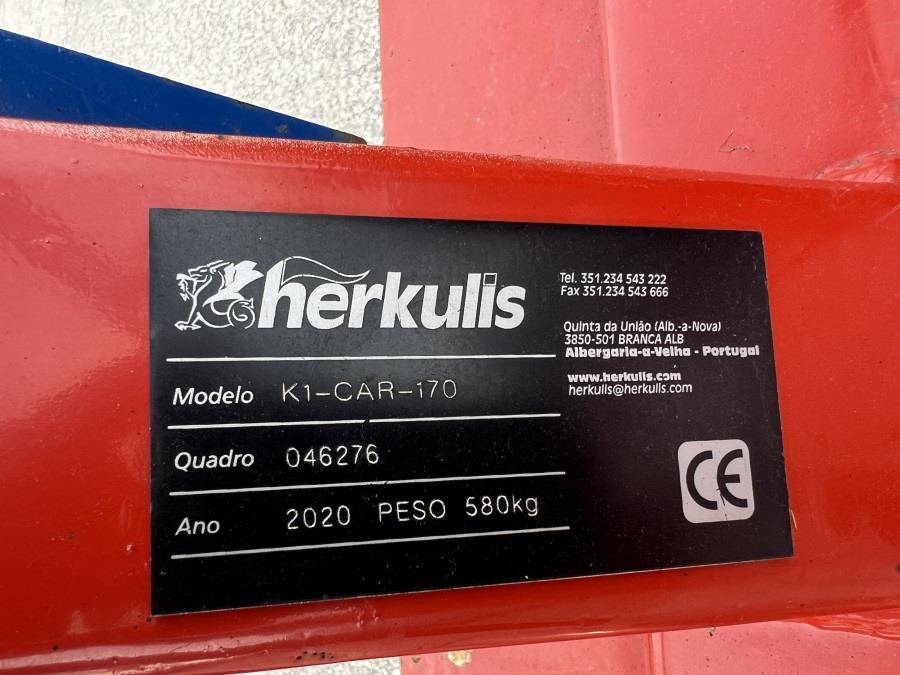 herkulis
Tel. 351.234 543 222
Fax 351.234 543 666
Quinta da União (Alb.-a-Nova)
3850-501 BRANCA ALB
Albergaria-a-Velha - Portugal
www.herkulis.com
herkulis@herkulis.com
Modelo K1-CAR-170
Quadro 046276
Ano 2020 PESO 580kg
CE